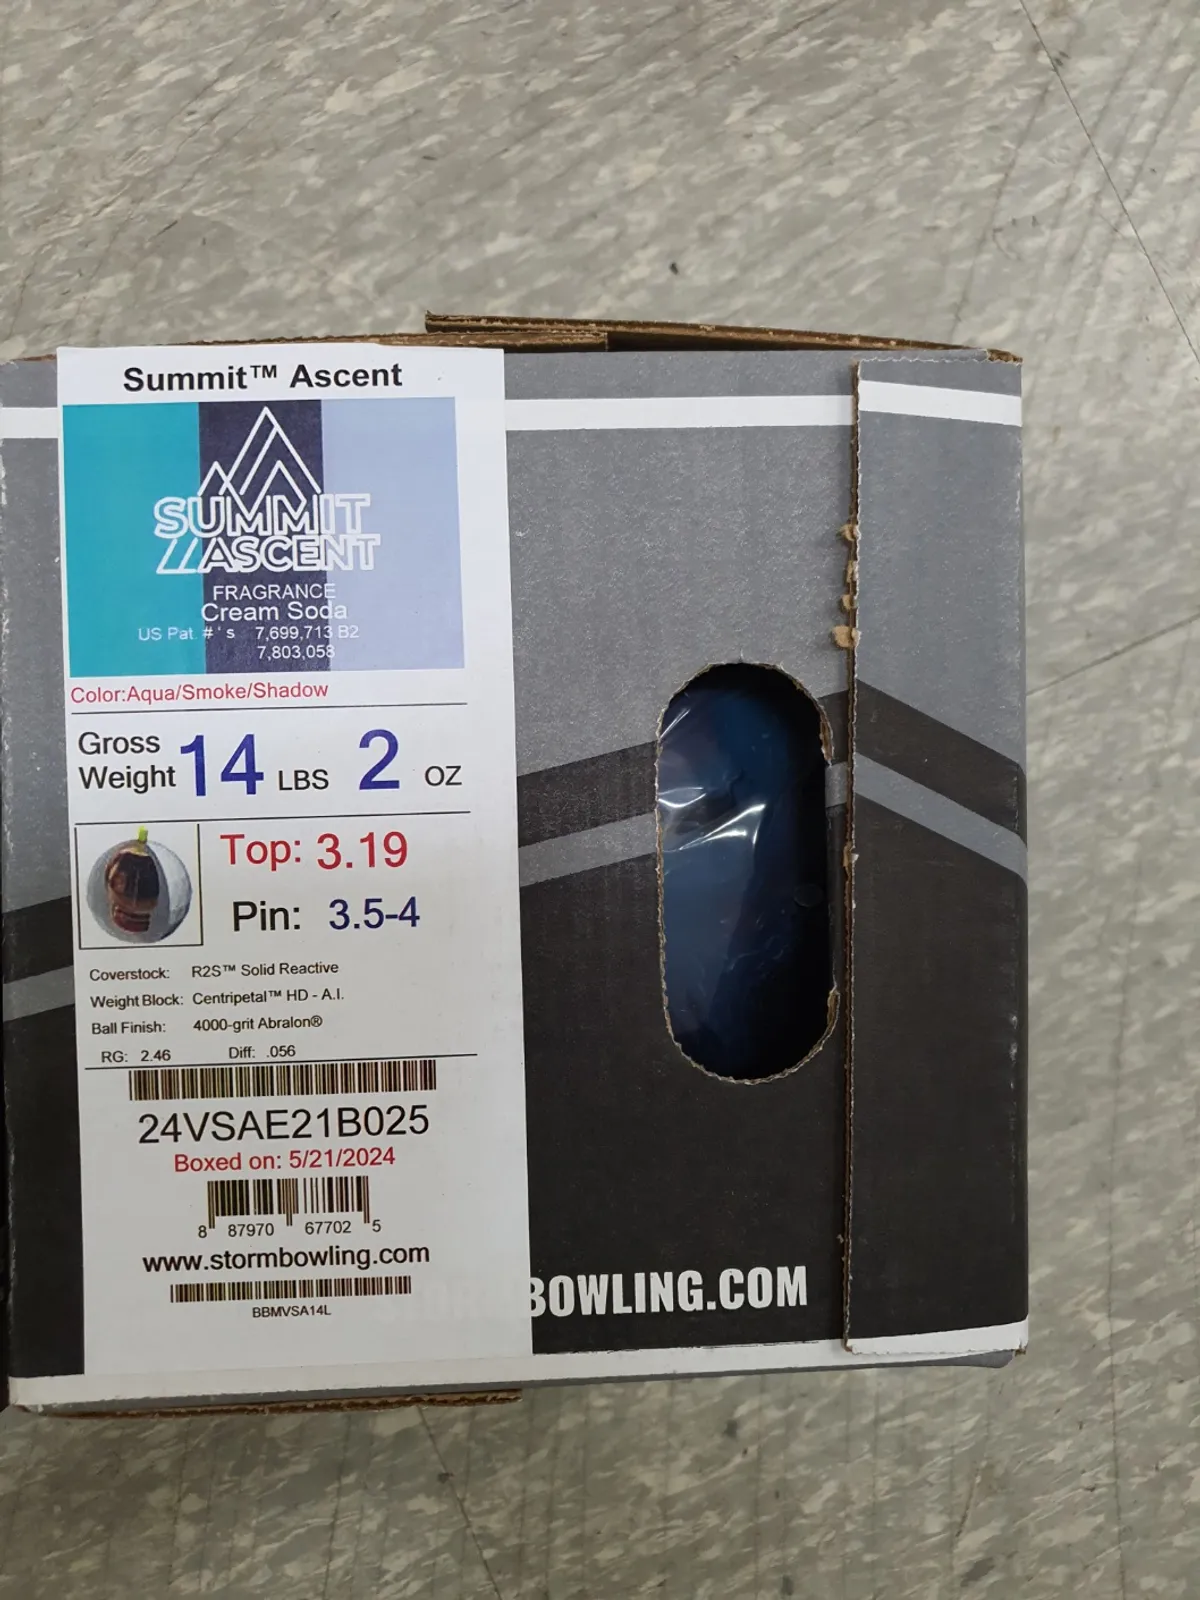 Summit™ Ascent
SUMMIT
ASCENT
FRAGRANCE
Cream Soda
US Pat. #'s 7,699,713 B2
7,803,058
Color:Aqua/Smoke/Shadow
Gross Weight 14 LBS 2 OZ
Top: 3.19
Pin: 3.5-4
Coverstock: R2S™ Solid Reactive
Weight Block: Centripetal™ HD - A.I.
Ball Finish: 4000-grit Abralon®
RG: 2.46 Diff: .056
24VSAE21B025
Boxed on: 5/21/2024
8 87970 67702 5
www.stormbowling.com
BBMVSA14L
BOWLING.COM